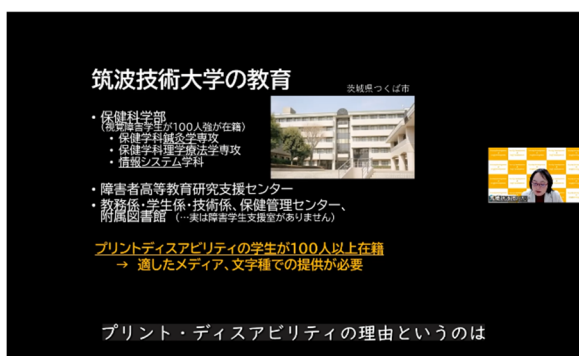 筑波技術大学の教育
茨城県つくば市
・保健科学部
（視覚障害学生が100人強が在籍）
・保健学科鍼灸学専攻
・保健学科理学療法学専攻
・情報システム学科
・障害者高等教育研究支援センター
・教務係・学生係・技術係、保健管理センター、
附属図書館 （…実は障害学生支援室がありません）
プリントディスアビリティの学生が100人以上在籍
→ 適したメディア、文字種での提供が必要
プリント・ディスアビリティの理由というのは